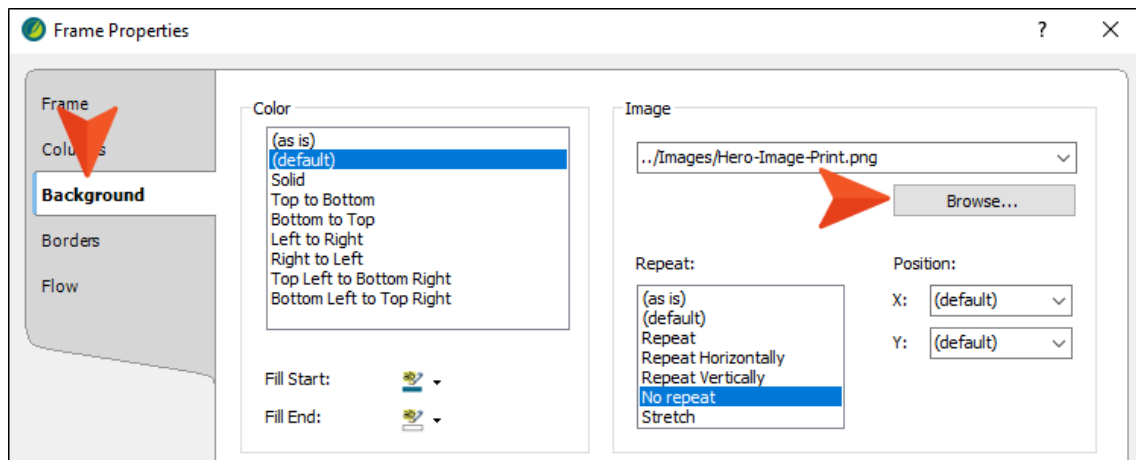 Frame Properties
?
Frame
Background
Borders
Flow
Color
(as is)
(default)
Solid
Top to Bottom
Bottom to Top
Left to Right
Right to Left
Top Left to Bottom Right
Bottom Left to Top Right
Fill Start:
Fill End:
Image
../Images/Hero-Image-Print.png
Browse...
Repeat:
(as is)
(default)
Repeat
Repeat Horizontally
Repeat Vertically
No repeat
Stretch
Position:
X: (default)
Y: (default)